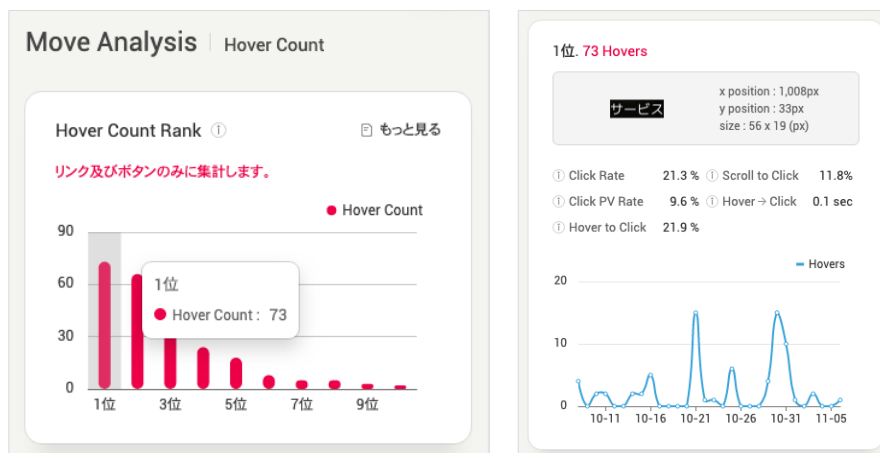 Move Analysis | Hover Count
Hover Count Rank ⓘ もっと見る
リンク及びボタンのみに集計します。
Hover Count
90
60
30
0
1位
Hover Count : 73
1位 3位 5位 7位 9位
1位. 73 Hovers
サービス
x position : 1,008px
y position : 33px
size : 56 x 19 (px)
ⓘ Click Rate 21.3 % ⓘ Scroll to Click 11.8%
ⓘ Click PV Rate 9.6 % ⓘ Hover → Click 0.1 sec
ⓘ Hover to Click 21.9 %
Hovers
20
10
0
10-11 10-16 10-21 10-26 10-31 11-05